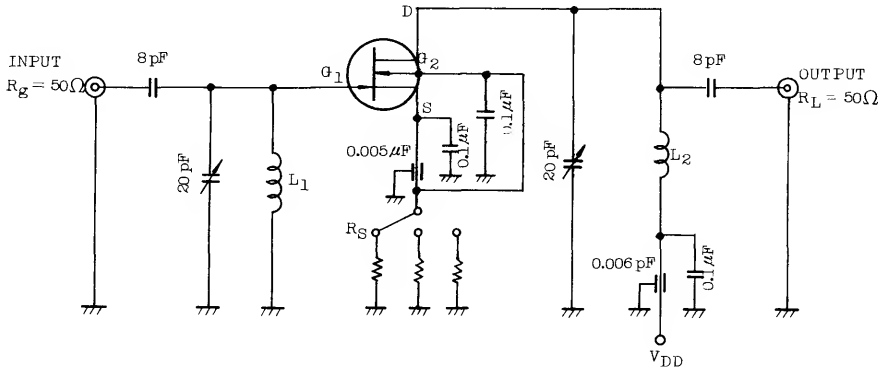 INPUT
Rg = 50Ω
8pF
20pF
L1
G1
D
G2
S
0.1μF
0.1μF
0.005μF
RS
20pF
8pF
OUTPUT
RL = 50Ω
L2
0.006pF
0.1μF
VDD